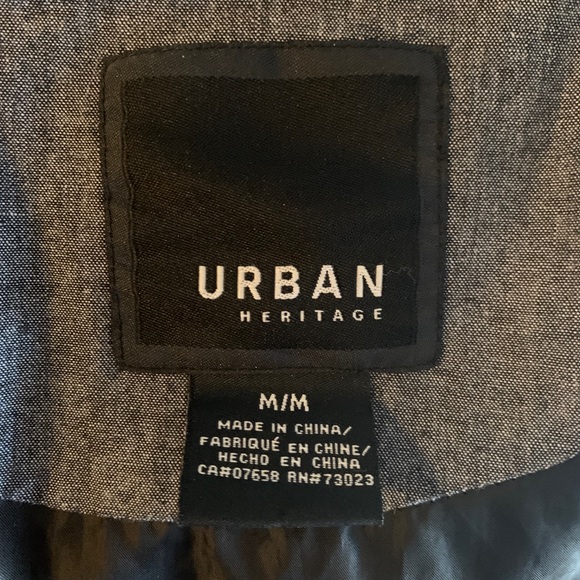 URBAN
HERITAGE
M/M
MADE IN CHINA/
FABRIQUÉ EN CHINE/
HECHO EN CHINA
CA#07658 RN#73023